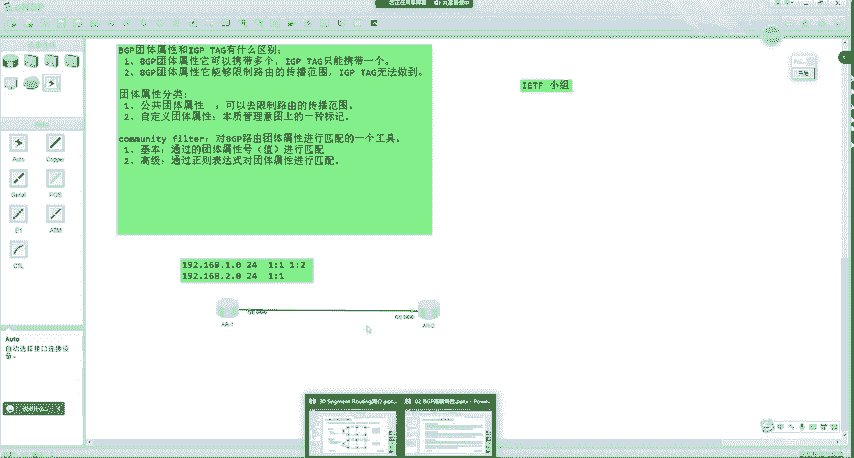 BGP团体属性和IGP TAG有什么区别:
1、BGP团体属性它可以携带多个, IGP TAG只能携带一个。
2、BGP团体属性它能够限制路由的传播范围, IGP TAG无法做到。
团体属性分类:
1、公共团体属性 : 可以去限制路由的传播范围。
2、自定义团体属性: 本质管理意图上的一种标记。
community filter: 对BGP路由团体属性进行匹配的一个工具。
1、基本: 通过的团体属性号(值)进行匹配
2、高级: 通过正则表达式对团体属性进行匹配。
IETF 小组
192.168.1.0 24 1:1 1:2
192.168.2.0 24 1:1
Auto
Copper
Serial
POS
E1
ATM
CTL
Auto
自动选择接口连接设备。
30 Segment Routing
02 BGP